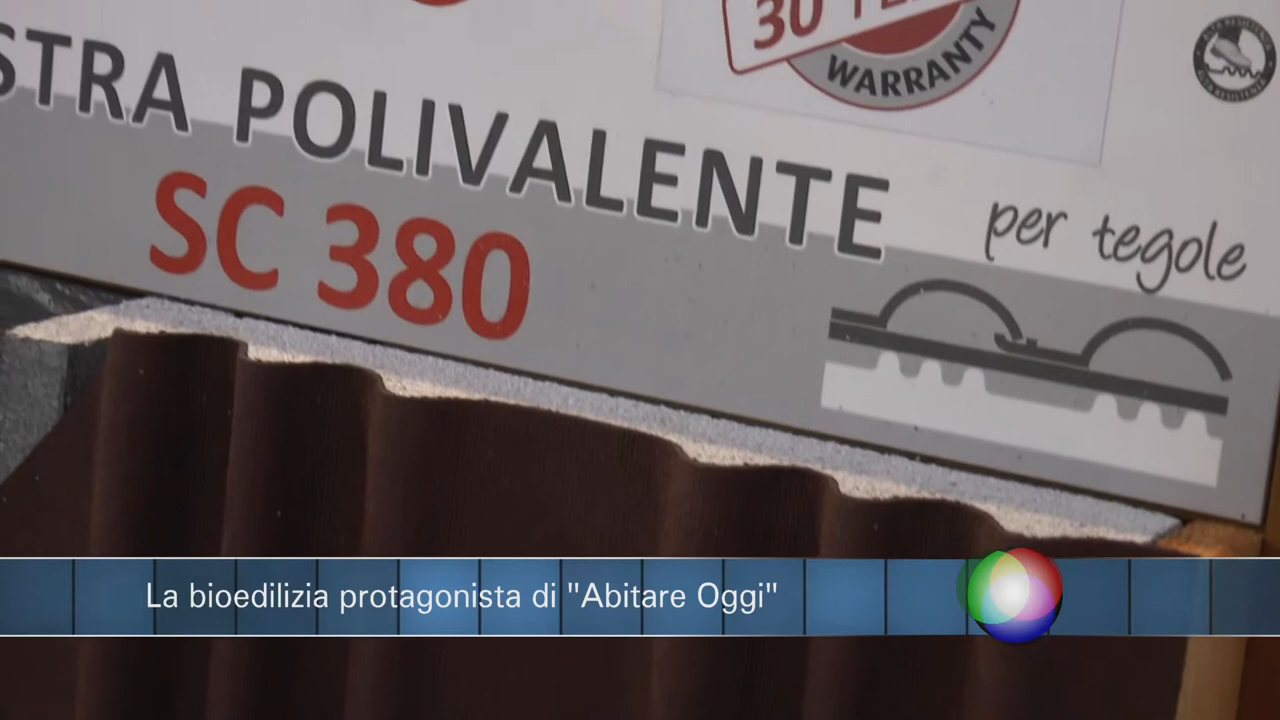 30
WARRANTY
STRA POLIVALENTE
SC 380
per tegole
La bioedilizia protagonista di "Abitare Oggi"